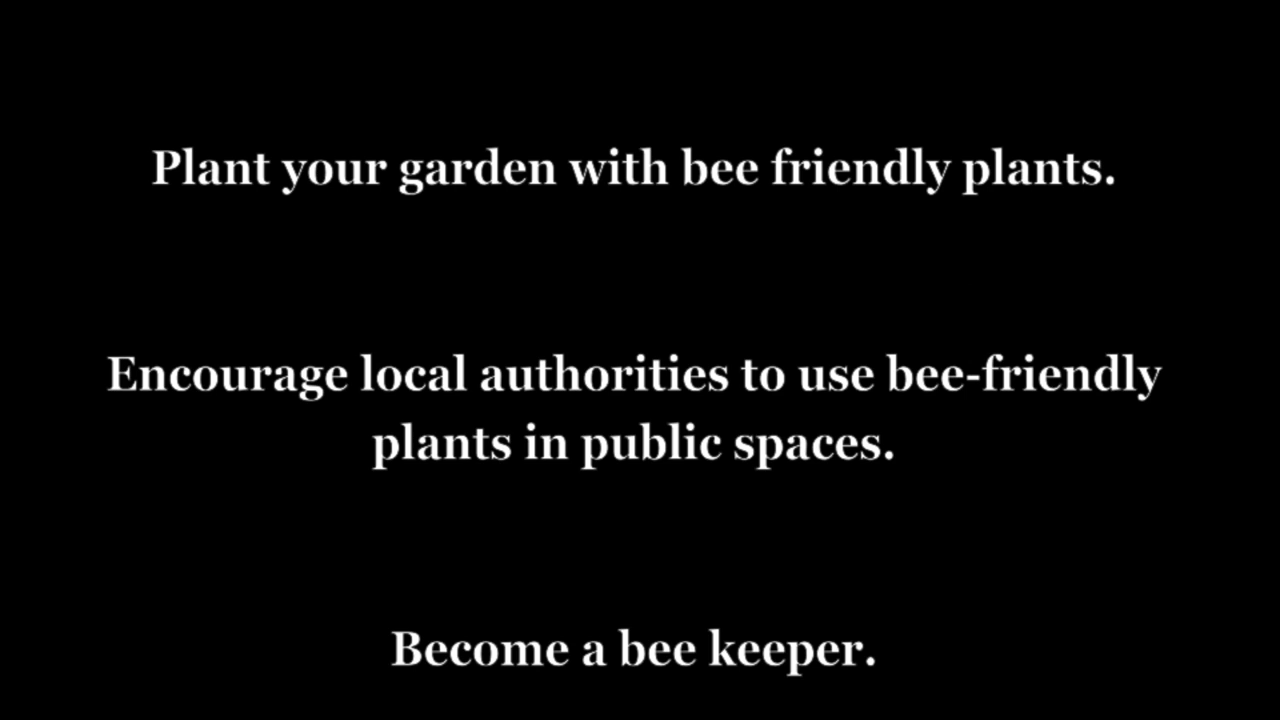 Plant your garden with bee friendly plants.
Encourage local authorities to use bee-friendly
plants in public spaces.
Become a bee keeper.